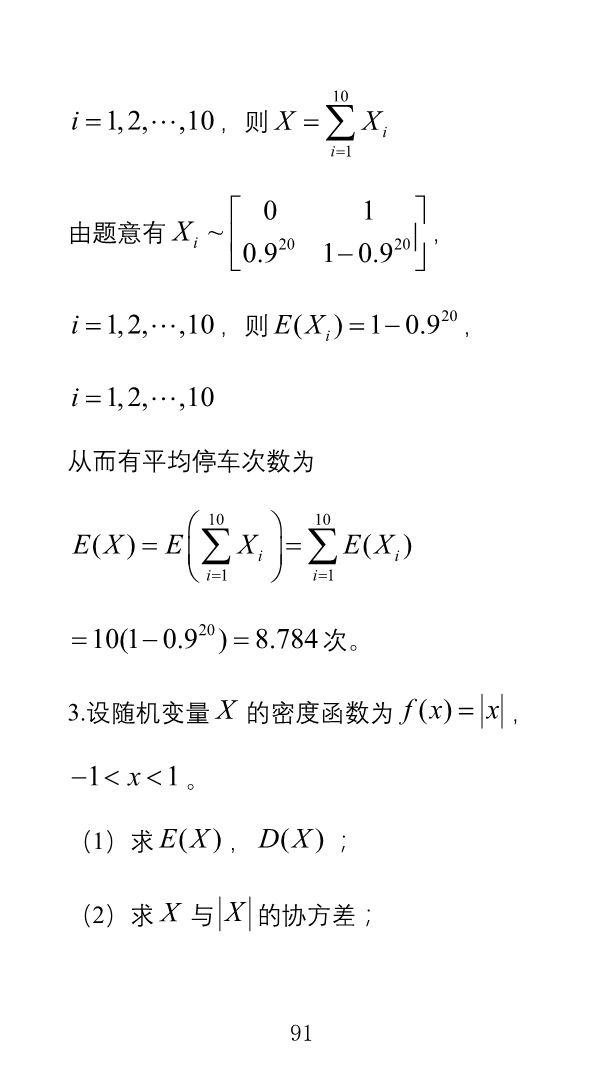 i = 1, 2, ⋯, 10，则 X = \sum_{i=1}^{10} X_i
由题意有 X_i ~ \begin{bmatrix} 0 & 1 \\ 0.9^{20} & 1-0.9^{20} \end{bmatrix}，
i = 1, 2, ⋯, 10，则 E(X_i) = 1 − 0.9^{20}，
i = 1, 2, ⋯, 10
从而有平均停车次数为
E(X) = E\left( \sum_{i=1}^{10} X_i \right) = \sum_{i=1}^{10} E(X_i)
= 10(1 − 0.9^{20}) = 8.784 次。
3.设随机变量 X 的密度函数为 f(x) = |x|，
−1 < x < 1 。
（1）求 E(X)，D(X)；
（2）求 X 与 |X| 的协方差；
91